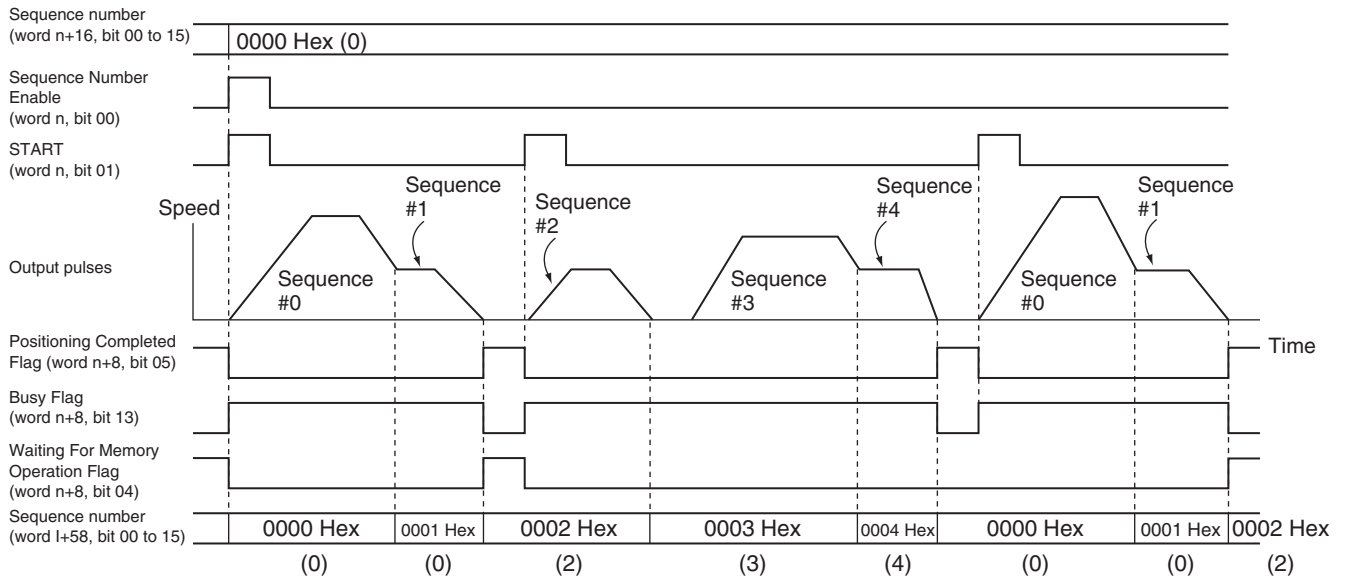 Sequence number
(word n+16, bit 00 to 15)
0000 Hex (0)
Sequence Number
Enable
(word n, bit 00)
START
(word n, bit 01)
Speed
Sequence
#1
Sequence
#2
Sequence
#4
Sequence
#1
Output pulses
Sequence
#0
Sequence
#3
Sequence
#0
Positioning Completed
Flag (word n+8, bit 05)
Time
Busy Flag
(word n+8, bit 13)
Waiting For Memory
Operation Flag
(word n+8, bit 04)
Sequence number
(word I+58, bit 00 to 15)
0000 Hex
0001 Hex
0002 Hex
0003 Hex
0004 Hex
0000 Hex
0001 Hex
0002 Hex
(0)
(0)
(2)
(3)
(4)
(0)
(0)
(2)